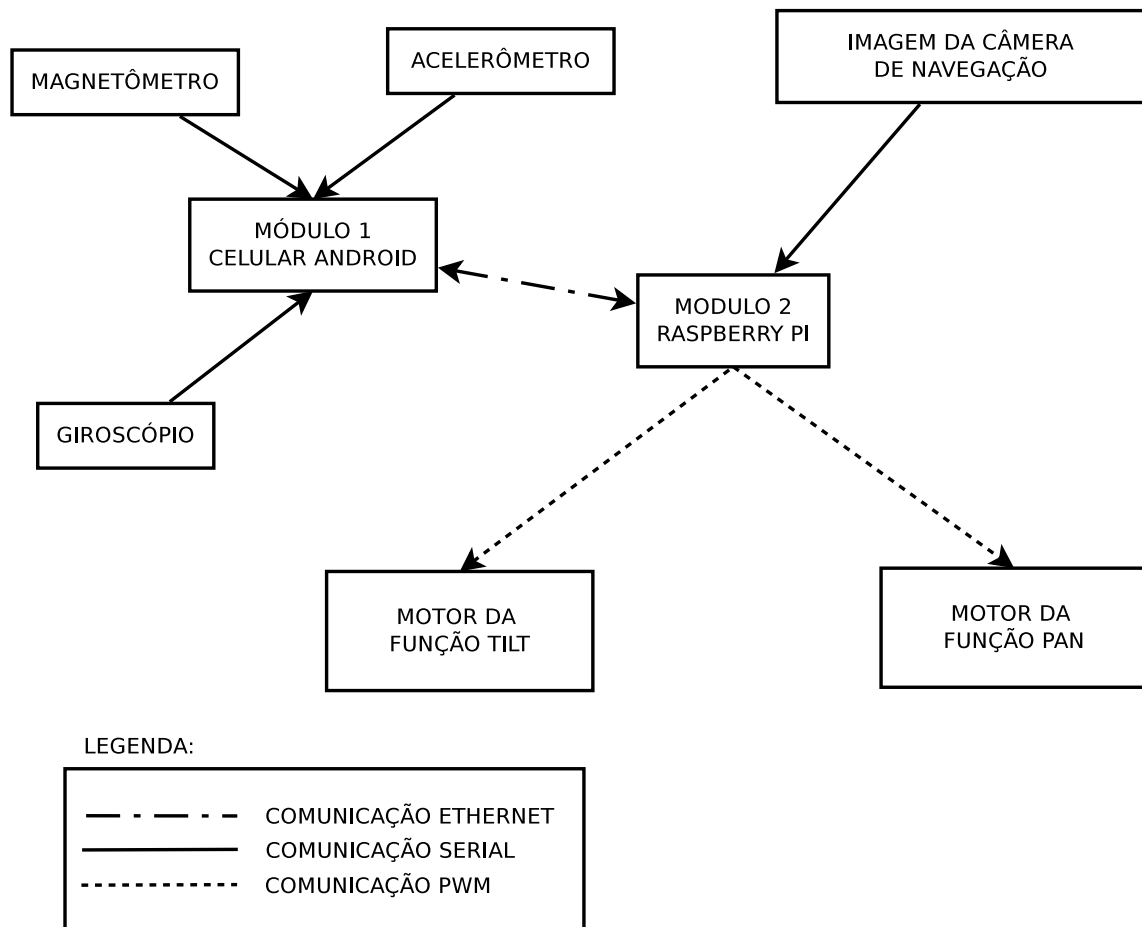 MAGNETÔMETRO
ACELERÔMETRO
IMAGEM DA CÂMERA
DE NAVEGAÇÃO
MÓDULO 1
CELULAR ANDROID
MODULO 2
RASPBERRY PI
GIROSCÓPIO
MOTOR DA
FUNÇÃO TILT
MOTOR DA
FUNÇÃO PAN
LEGENDA:
COMUNICAÇÃO ETHERNET
COMUNICAÇÃO SERIAL
COMUNICAÇÃO PWM